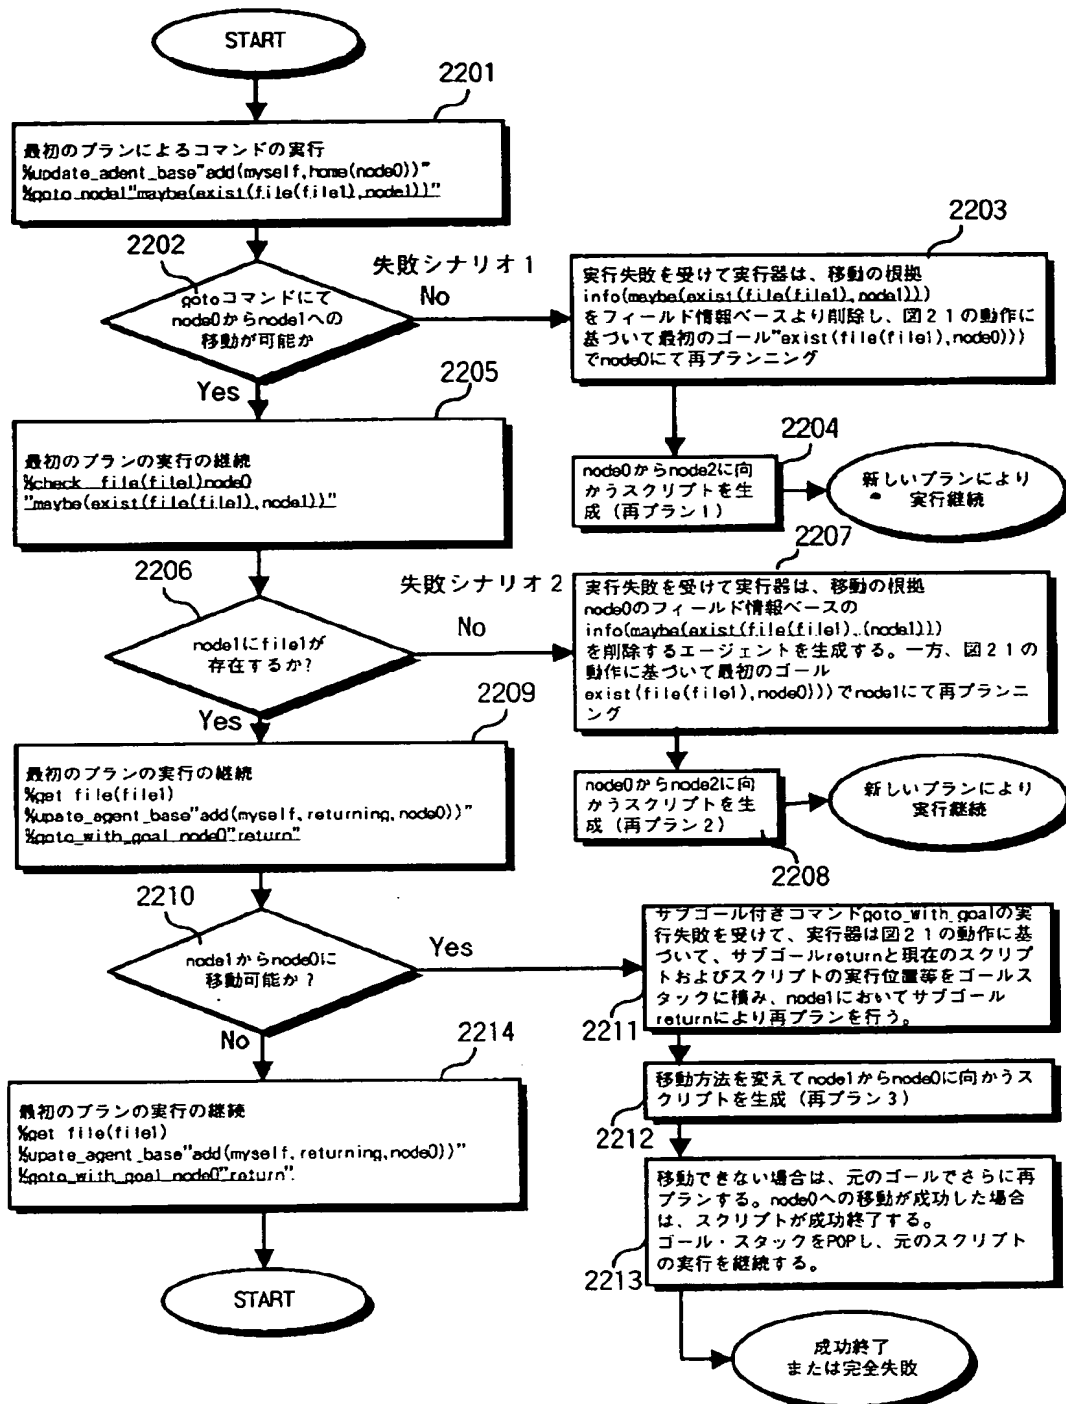 START
2201
最初のプランによるコマンドの実行
%update_adent_base"add(myself,home(node0))"
%goto node1"maybe(exist(file(file1),node1))"
2202
gotoコマンドにて
node0からnode1への
移動が可能か
失敗シナリオ1
No
Yes
2203
実行失敗を受けて実行器は、移動の根拠
info(maybe(exist(file(file1),node1)))
をフィールド情報ベースより削除し、図21の動作に
基づいて最初のゴール"exist(file(file1),node0)))
でnode0にて再プランニング
2204
node0からnode2に向
かうスクリプトを生
成（再プラン1）
新しいプランにより
実行継続
2205
最初のプランの実行の継続
%check file(file1)node0
"maybe(exist(file(file1),node1))"
2206
node1にfile1が
存在するか?
失敗シナリオ2
No
Yes
2207
実行失敗を受けて実行器は、移動の根拠
node0のフィールド情報ベースの
info(maybe(exist(file(file1),(node1)))
を削除するエージェントを生成する。一方、図21の
動作に基づいて最初のゴール
exist(file(file1),node0)))でnode1にて再プランニ
ング
node0からnode2に向
かうスクリプトを生
成（再プラン2）
2208
新しいプランにより
実行継続
2209
最初のプランの実行の継続
%get file(file1)
%upate_agent_base"add(myself,returning,node0))"
%goto_with_goal node0"return"
2210
node1からnode0に
移動可能か?
Yes
No
サブゴール付きコマンドgoto_with_goalの実
行失敗を受けて、実行器は図21の動作に基
づいて、サブゴールreturnと現在のスクリプ
トおよびスクリプトの実行位置等をゴールス
タックに積み、node1においてサブゴール
returnにより再プランを行う。
2211
移動方法を変えてnode1からnode0に向かうス
クリプトを生成（再プラン3）
2212
移動できない場合は、元のゴールでさらに再
プランする。node0への移動が成功した場合
は、スクリプトが成功終了する。
ゴール・スタックをPOPし、元のスクリプト
の実行を継続する。
2213
成功終了
または完全失敗
2214
最初のプランの実行の継続
%get file(file1)
%upate_agent_base"add(myself,returning,node0))"
%goto_with_goal node0"return"
START